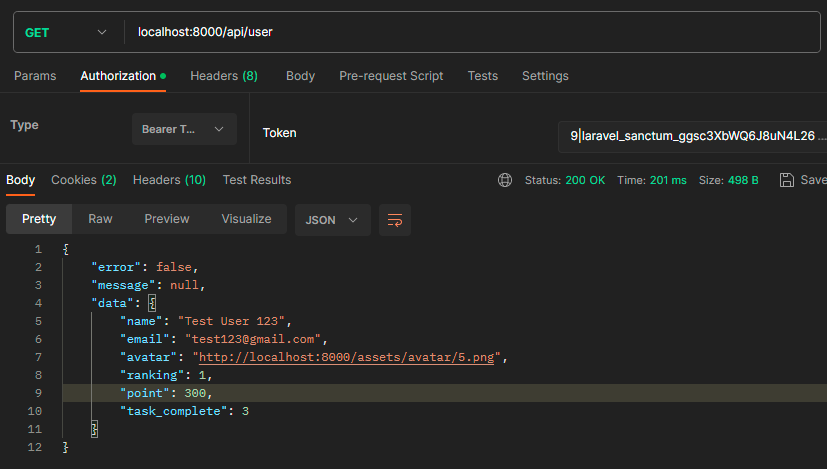 GET localhost:8000/api/user
Params Authorization Headers (8) Body Pre-request Script Tests Settings
Type Bearer T... Token 9|laravel_sanctum_ggsc3XbWQ6J8uN4L26 ...
Body Cookies (2) Headers (10) Test Results Status: 200 OK Time: 201 ms Size: 498 B Save
Pretty Raw Preview Visualize JSON
1 {
2 "error": false,
3 "message": null,
4 "data": {
5 "name": "Test User 123",
6 "email": "test123@gmail.com",
7 "avatar": "http://localhost:8000/assets/avatar/5.png",
8 "ranking": 1,
9 "point": 300,
10 "task_complete": 3
11 }
12 }